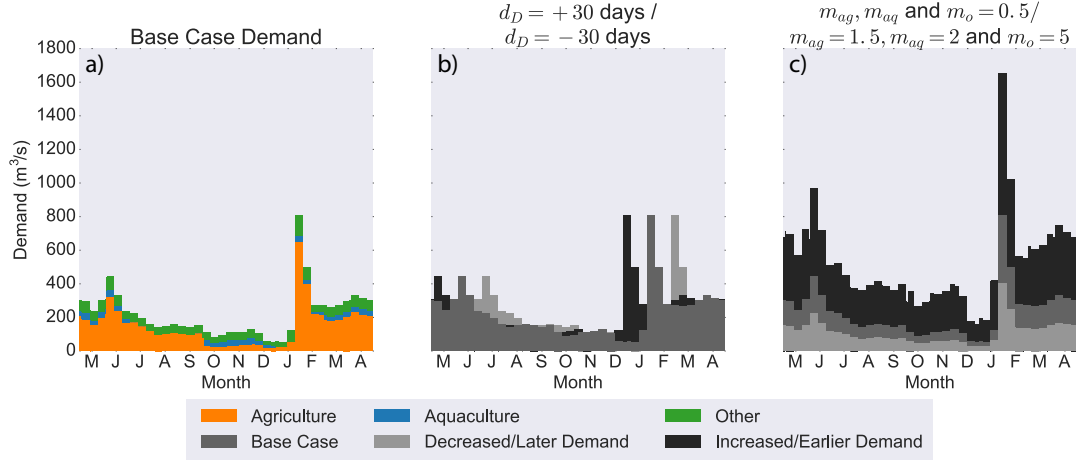 Base Case Demand
d_D = + 30 days /
d_D = − 30 days
m_ag, m_aq and m_o = 0.5/
m_ag = 1.5, m_aq = 2 and m_o = 5
a)
b)
c)
1800
1600
1400
1200
1000
800
600
400
200
0
Demand (m³/s)
M J J A S O N D J F M A
M J J A S O N D J F M A
M J J A S O N D J F M A
Month
Month
Month
Agriculture
Aquaculture
Other
Base Case
Decreased/Later Demand
Increased/Earlier Demand